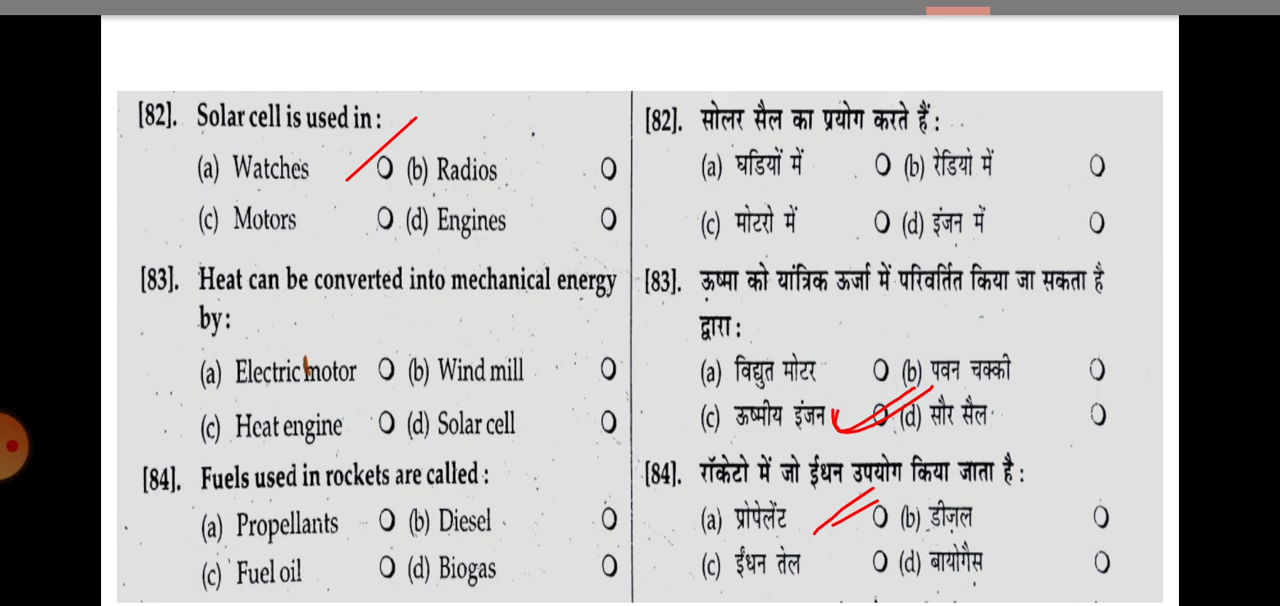 [82]. Solar cell is used in :
(a) Watches O (b) Radios O
(c) Motors O (d) Engines O
[83]. Heat can be converted into mechanical energy
by :
(a) Electric motor O (b) Wind mill O
(c) Heat engine O (d) Solar cell O
[84]. Fuels used in rockets are called :
(a) Propellants O (b) Diesel O
(c) Fuel oil O (d) Biogas O
[82]. सोलर सैल का प्रयोग करते हैं :
(a) घडियों में O (b) रेडियो में O
(c) मोटरो में O (d) इंजन में O
[83]. ऊष्मा को यांत्रिक ऊर्जा में परिवर्तित किया जा सकता है
द्वारा :
(a) विद्युत मोटर O (b) पवन चक्की O
(c) ऊष्मीय इंजन O (d) सौर सैल O
[84]. रॉकेटो में जो ईधन उपयोग किया जाता है :
(a) प्रोपेलेंट O (b) डीज़ल O
(c) ईंधन तेल O (d) बायोगैस O